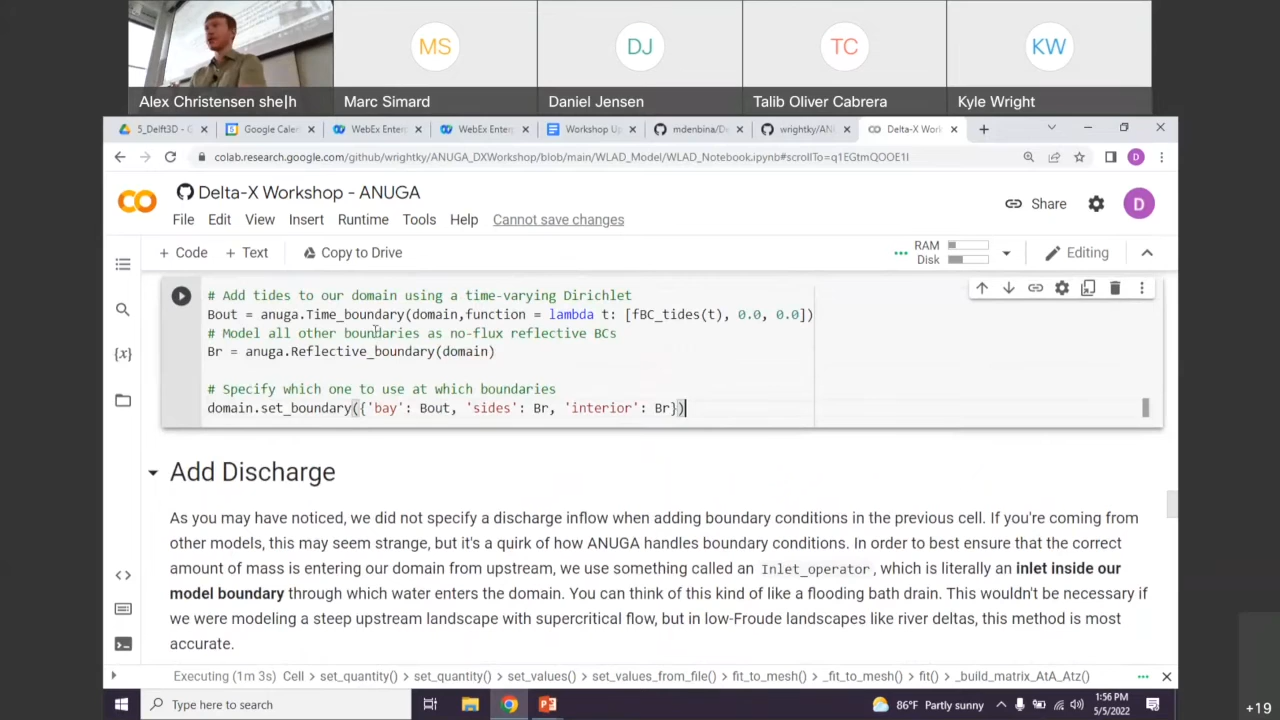 MS
DJ
TC
KW
Alex Christensen she|h
Marc Simard
Daniel Jensen
Talib Oliver Cabrera
Kyle Wright
5_Delft3D - G
Google Caler
WebEx Enterp
WebEx Enterp
Workshop Up
mdenbina/De
wrightky/ANU
Delta-X Work
colab.research.google.com/github/wrightky/ANUGA_DXWorkshop/blob/main/WLAD_Model/WLAD_Notebook.ipynb#scrollTo=q1EGtmQOOE1I
D
Delta-X Workshop - ANUGA
Share
D
File Edit View Insert Runtime Tools Help Cannot save changes
+ Code + Text Copy to Drive
RAM
Disk
Editing
# Add tides to our domain using a time-varying Dirichlet
Bout = anuga.Time_boundary(domain,function = lambda t: [fBC_tides(t), 0.0, 0.0])
# Model all other boundaries as no-flux reflective BCs
Br = anuga.Reflective_boundary(domain)
# Specify which one to use at which boundaries
domain.set_boundary({'bay': Bout, 'sides': Br, 'interior': Br})
Add Discharge
As you may have noticed, we did not specify a discharge inflow when adding boundary conditions in the previous cell. If you're coming from
other models, this may seem strange, but it's a quirk of how ANUGA handles boundary conditions. In order to best ensure that the correct
amount of mass is entering our domain from upstream, we use something called an Inlet_operator, which is literally an inlet inside our
model boundary through which water enters the domain. You can think of this kind of like a flooding bath drain. This wouldn't be necessary if
we were modeling a steep upstream landscape with supercritical flow, but in low-Froude landscapes like river deltas, this method is most
accurate.
Executing (1m 3s) Cell > set_quantity() > set_quantity() > set_values() > set_values_from_file() > fit_to_mesh() > _fit_to_mesh() > fit() > _build_matrix_AtA_Atz()
Type here to search
86°F Partly sunny
1:56 PM
5/5/2022
+19